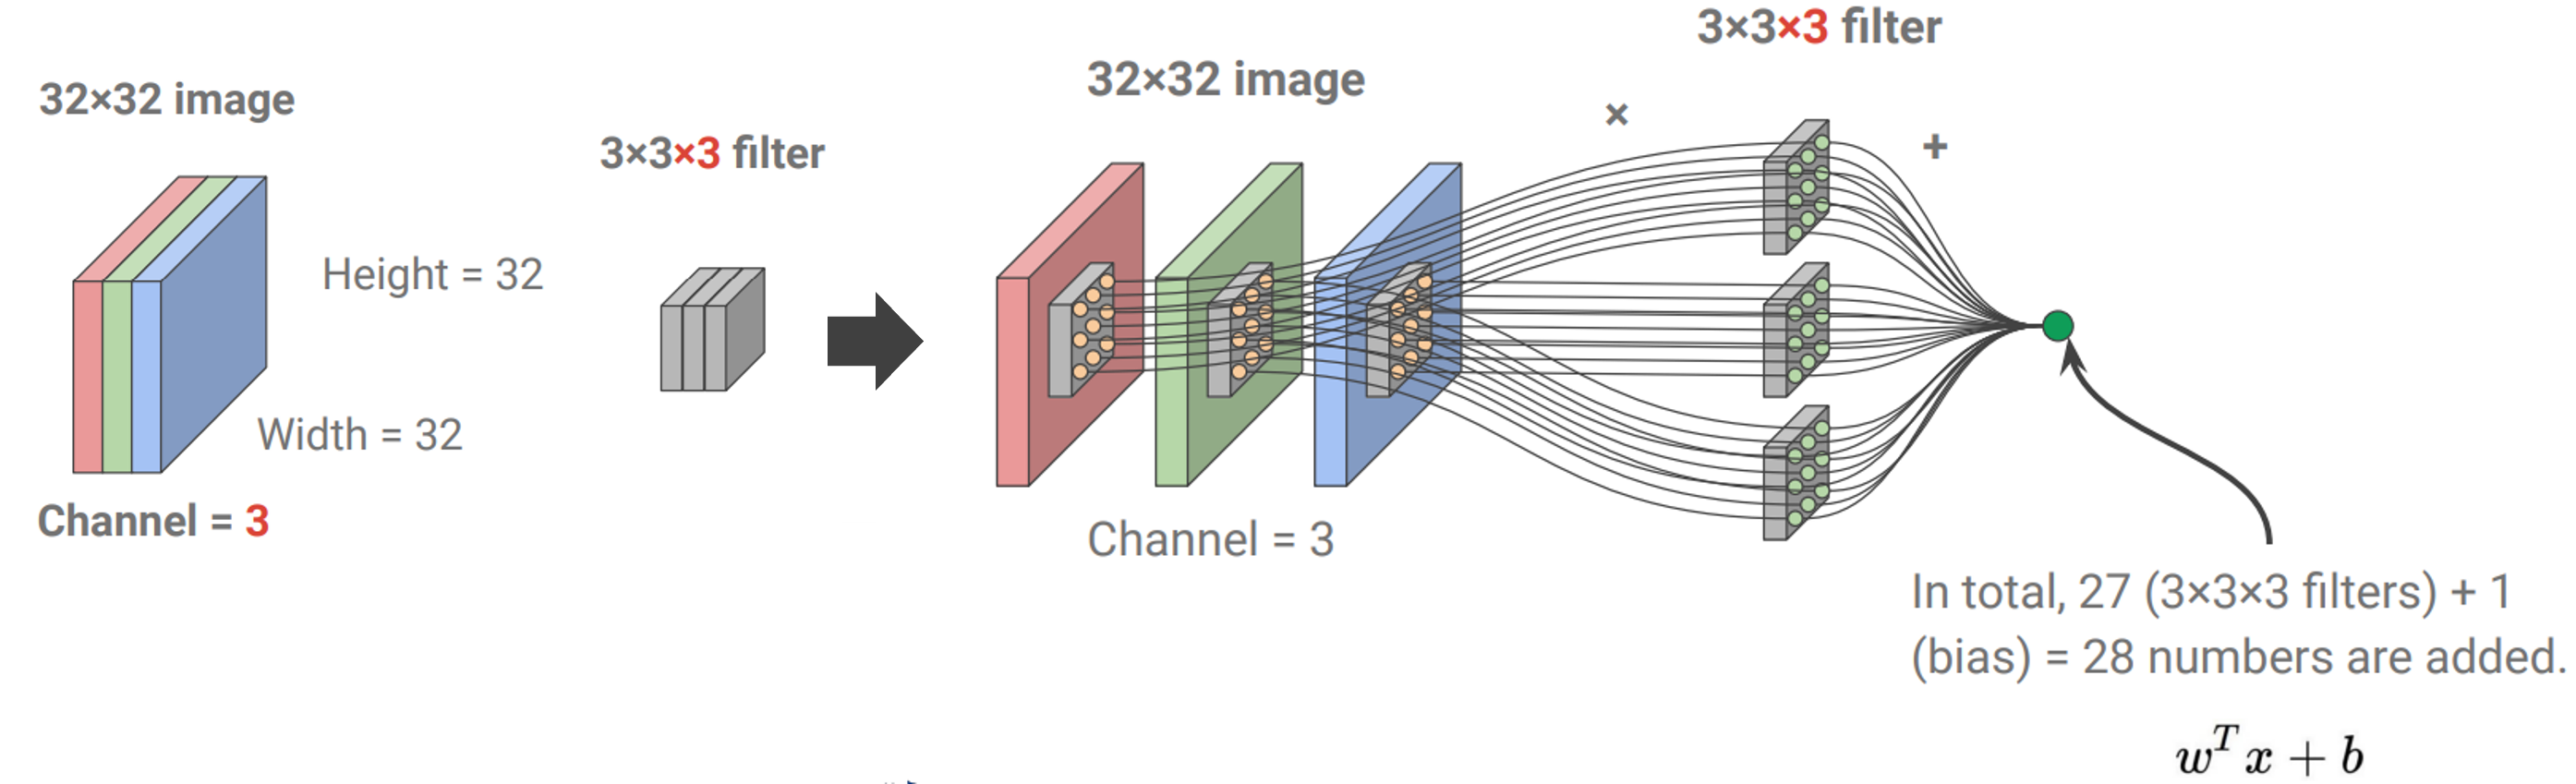 32×32 image
3×3×3 filter
Height = 32
Width = 32
Channel = 3
32×32 image
×
3×3×3 filter
+
Channel = 3
In total, 27 (3×3×3 filters) + 1
(bias) = 28 numbers are added.
w^T x + b